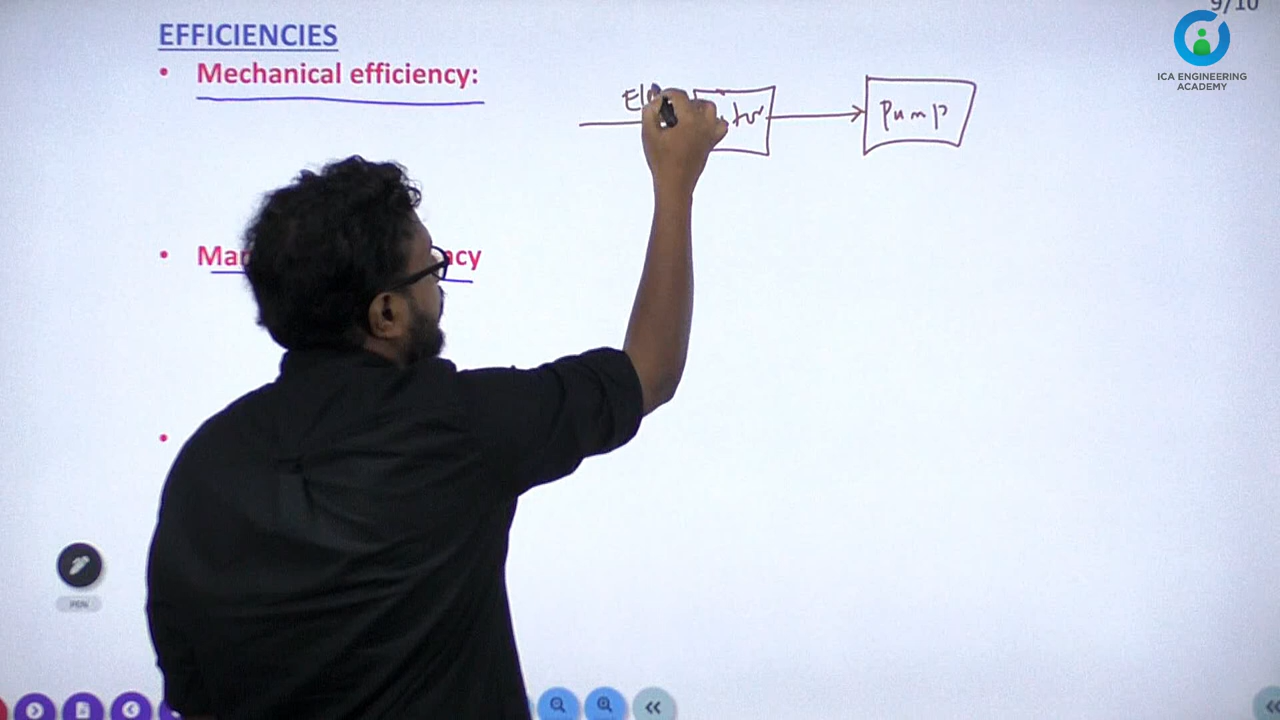 9/10
EFFICIENCIES
ICA ENGINEERING
ACADEMY
• Mechanical efficiency:
Pump
PEN